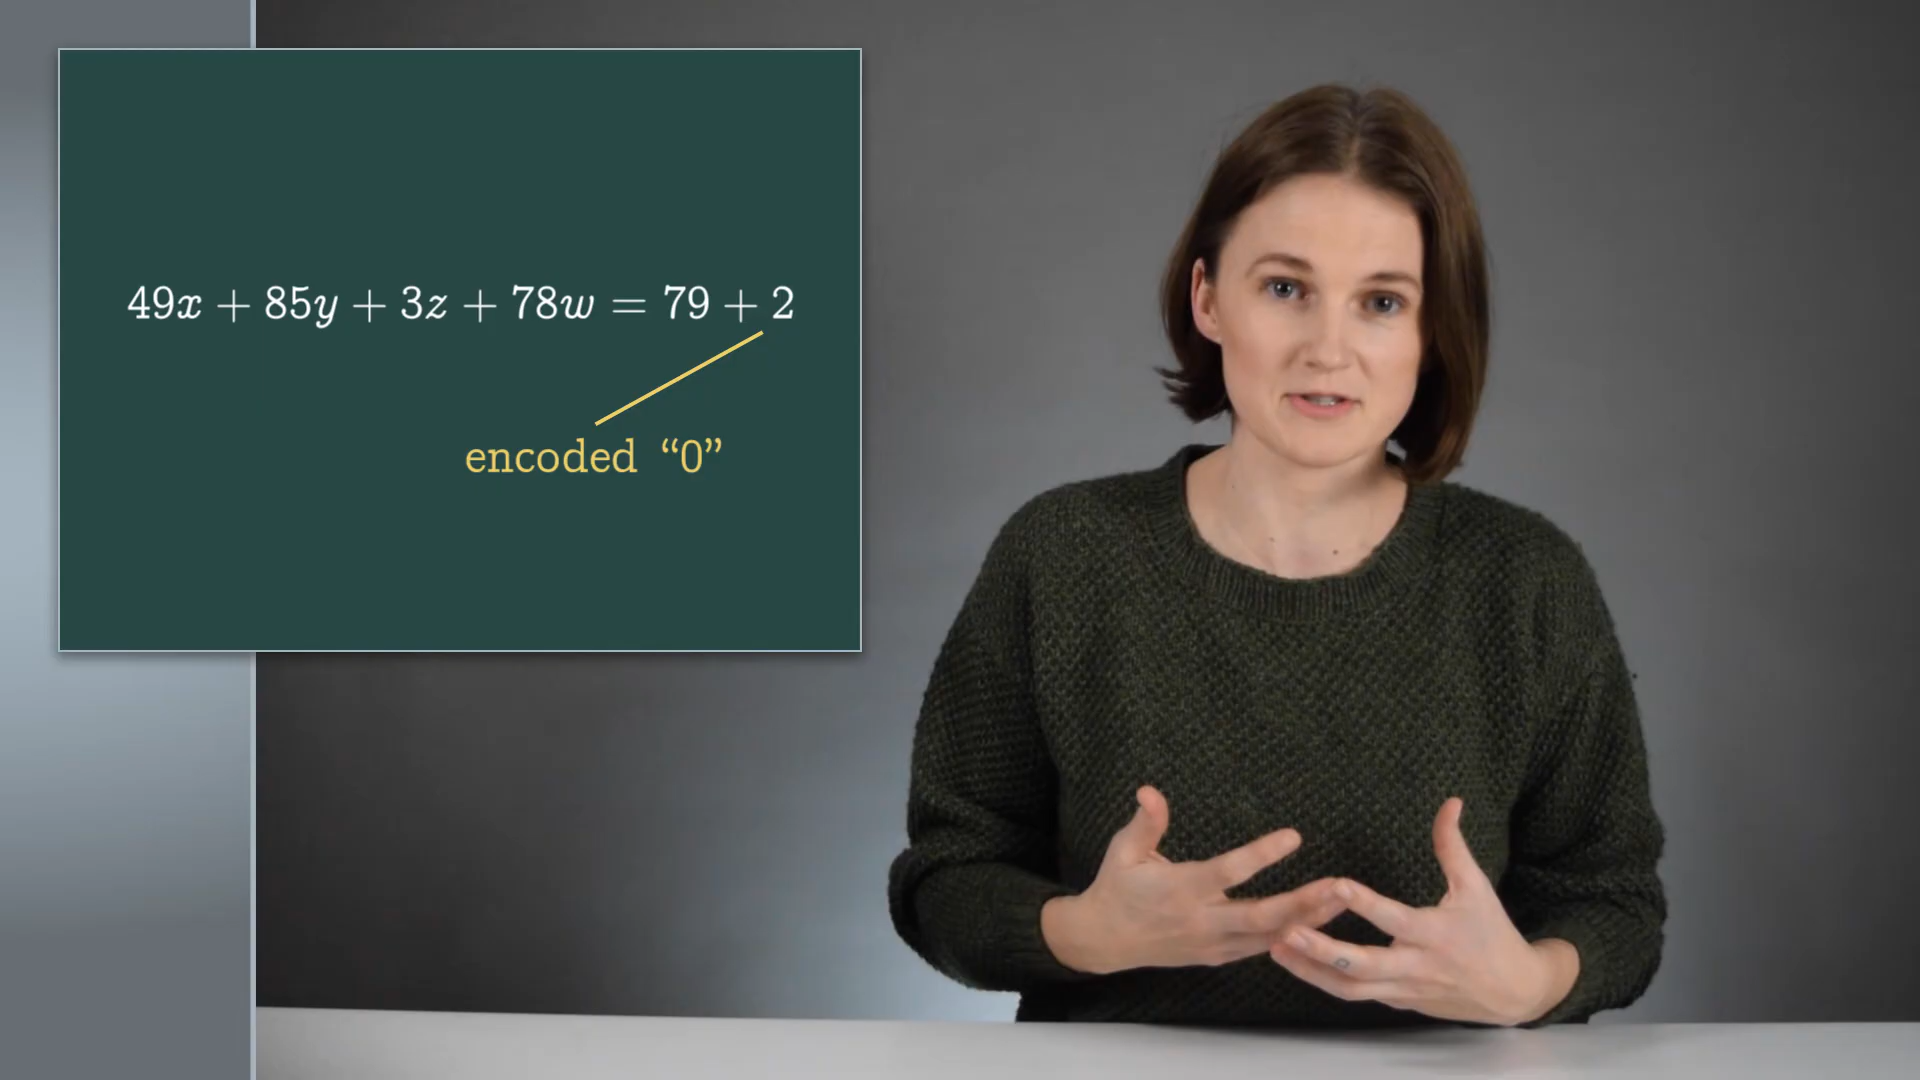 49x + 85y + 3z + 78w = 79 + 2
encoded “0”